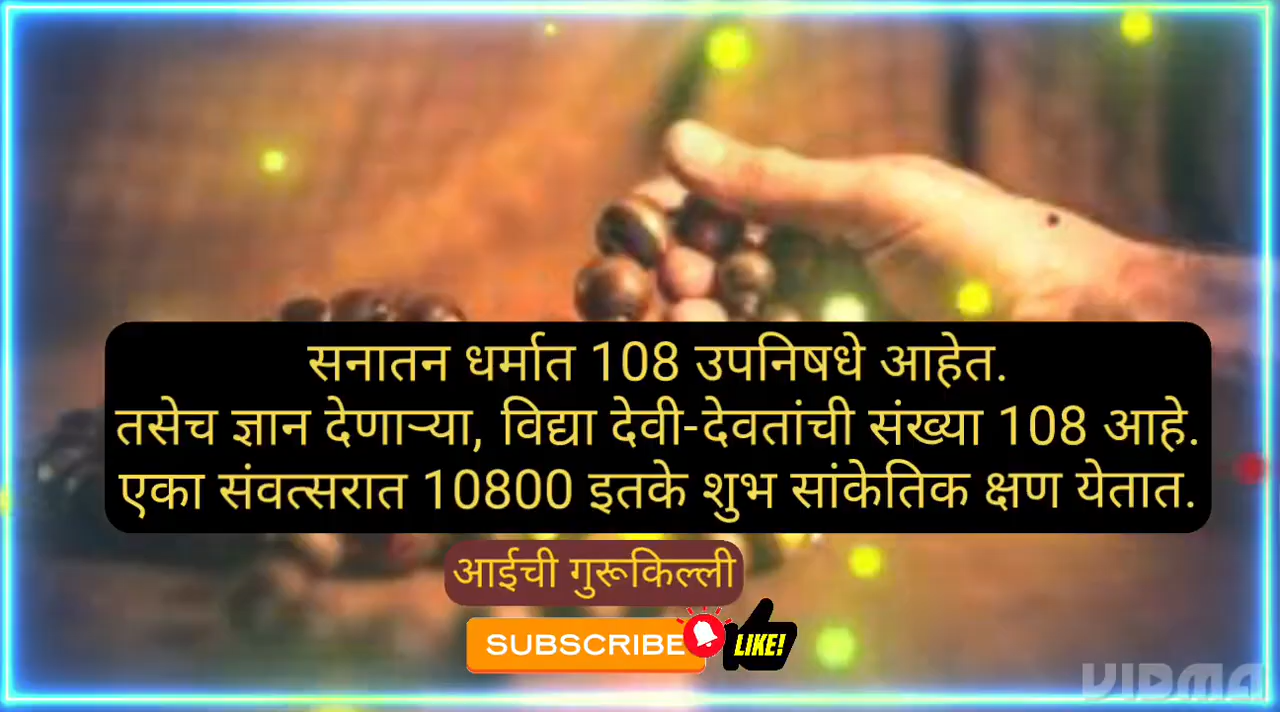 सनातन धर्मात 108 उपनिषधे आहेत.
तसेच ज्ञान देणाऱ्या, विद्या देवी-देवतांची संख्या 108 आहे.
एका संवत्सरात 10800 इतके शुभ सांकेतिक क्षण येतात.
आईची गुरूकिल्ली
SUBSCRIBE
LIKE!
VIDMA